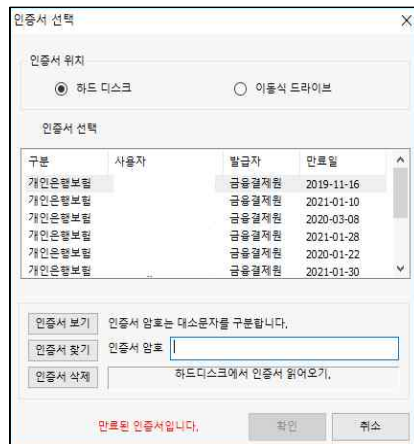 인증서 선택
인증서 위치
하드 디스크 이동식 드라이브
인증서 선택
구분 사용자 발급자 만료일
개인은행보험 금융결제원 2019-11-16
개인은행보험 금융결제원 2021-01-10
개인은행보험 금융결제원 2020-03-08
개인은행보험 금융결제원 2021-01-28
개인은행보험 금융결제원 2020-01-22
개인은행보험 금융결제원 2021-01-30
인증서 보기 인증서 암호는 대소문자를 구분합니다.
인증서 찾기 인증서 암호
인증서 삭제 하드디스크에서 인증서 읽어오기.
만료된 인증서입니다. 확인 취소